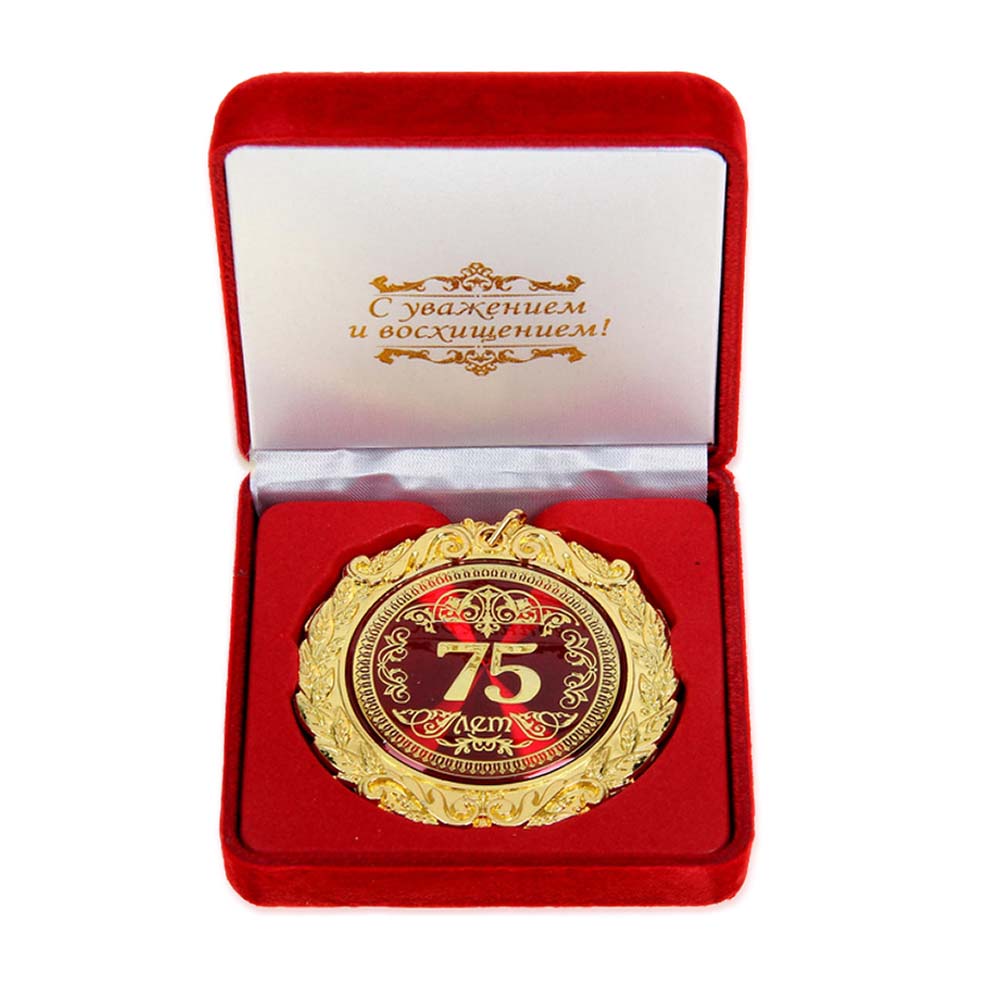 С уважением
и восхищением!
75
лет